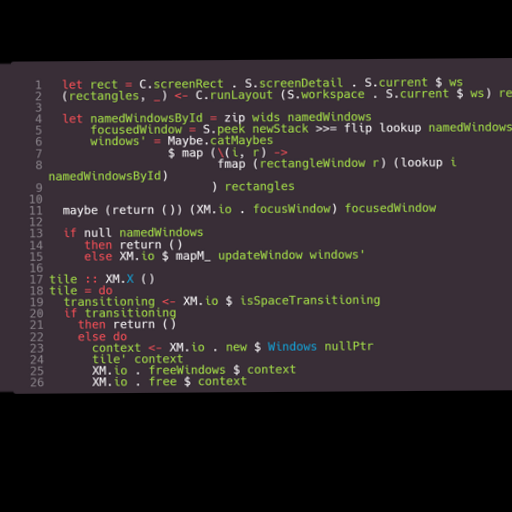 1 let rect = C.screenRect . S.screenDetail . S.current $ ws
2 (rectangles, _) <- C.runLayout (S.workspace . S.current $ ws) re
3
4 let namedWindowsById = zip wids namedWindows
5 focusedWindow = S.peek newStack >>= flip lookup namedWindows
6 windows' = Maybe.catMaybes
7 $ map (\(i, r) ->
8 fmap (rectangleWindow r) (lookup i
namedWindowsById)
9 ) rectangles
10
11 maybe (return ()) (XM.io . focusWindow) focusedWindow
12
13 if null namedWindows
14 then return ()
15 else XM.io $ mapM_ updateWindow windows'
16
17 tile :: XM.X ()
18 tile = do
19 transitioning <- XM.io $ isSpaceTransitioning
20 if transitioning
21 then return ()
22 else do
23 context <- XM.io . new $ Windows nullPtr
24 tile' context
25 XM.io . freeWindows $ context
26 XM.io . free $ context